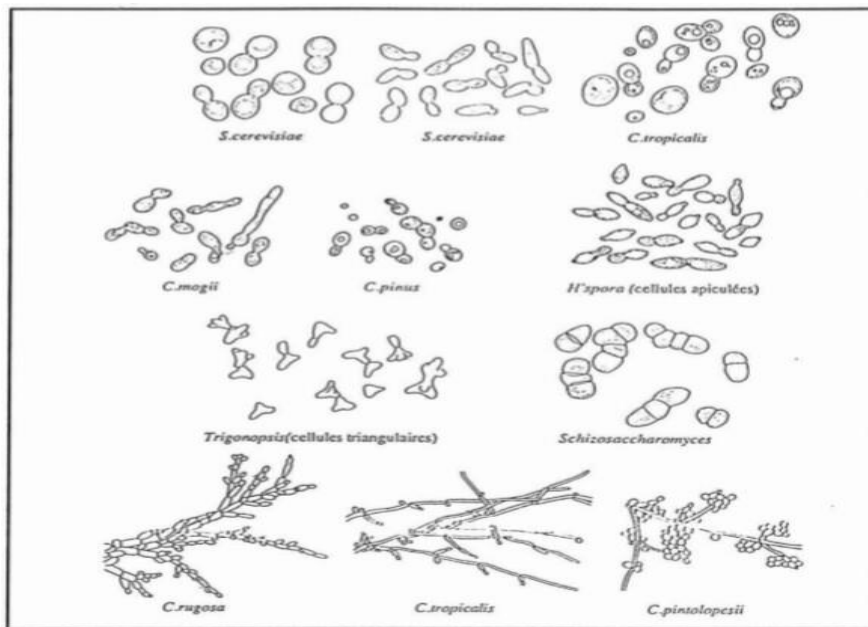 S.cerevisiae
S.cerevisiae
C.tropicalis
C.mogii
C.pinus
H'spora (cellules apiculées)
Trigonopsis(cellules triangulaires)
Schizosaccharomyces
C.rugosa
C.tropicalis
C.pintolopesii